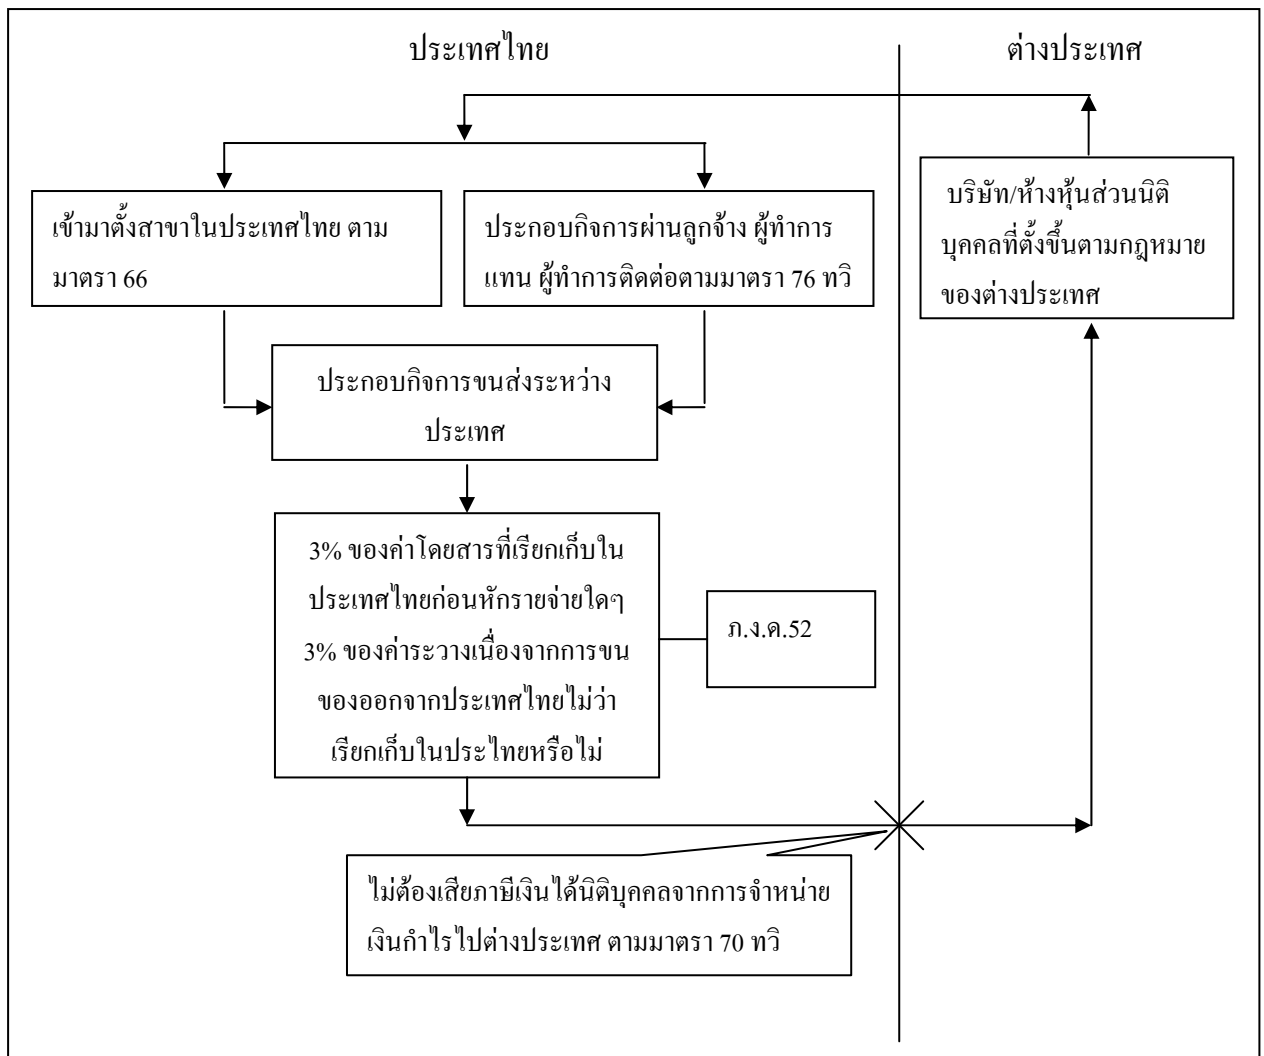 ประเทศไทย
ต่างประเทศ
เข้ามาตั้งสาขาในประเทศไทย ตาม
มาตรา 66
ประกอบกิจการผ่านลูกจ้าง ผู้ทำการ
แทน ผู้ทำการติดต่อตามมาตรา 76 ทวิ
บริษัท/ห้างหุ้นส่วนนิติ
บุคคลที่ตั้งขึ้นตามกฎหมาย
ของต่างประเทศ
ประกอบกิจการขนส่งระหว่าง
ประเทศ
3% ของค่าโดยสารที่เรียกเก็บใน
ประเทศไทยก่อนหักรายจ่ายใดๆ
3% ของค่าระวางเนื่องจากการขน
ของออกจากประเทศไทยไม่ว่า
เรียกเก็บในประไทยหรือไม่
ภ.ง.ด.52
ไม่ต้องเสียภาษีเงินได้นิติบุคคลจากการจำหน่าย
เงินกำไรไปต่างประเทศ ตามมาตรา 70 ทวิ